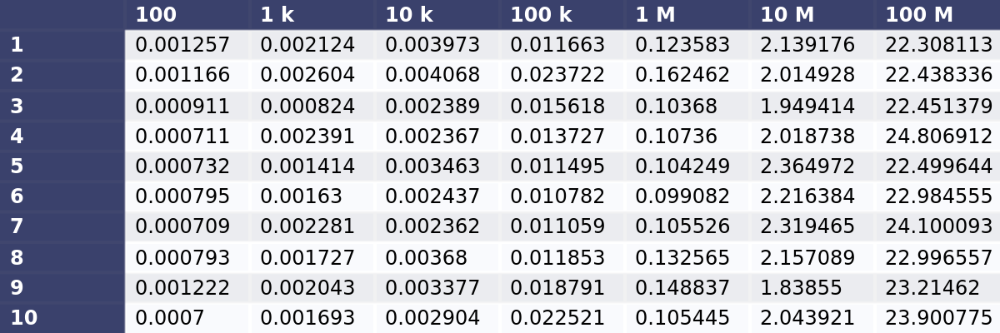 100 1 k 10 k 100 k 1 M 10 M 100 M
1 0.001257 0.002124 0.003973 0.011663 0.123583 2.139176 22.308113
2 0.001166 0.002604 0.004068 0.023722 0.162462 2.014928 22.438336
3 0.000911 0.000824 0.002389 0.015618 0.10368 1.949414 22.451379
4 0.000711 0.002391 0.002367 0.013727 0.10736 2.018738 24.806912
5 0.000732 0.001414 0.003463 0.011495 0.104249 2.364972 22.499644
6 0.000795 0.00163 0.002437 0.010782 0.099082 2.216384 22.984555
7 0.000709 0.002281 0.002362 0.011059 0.105526 2.319465 24.100093
8 0.000793 0.001727 0.00368 0.011853 0.132565 2.157089 22.996557
9 0.001222 0.002043 0.003377 0.018791 0.148837 1.83855 23.21462
10 0.0007 0.001693 0.002904 0.022521 0.105445 2.043921 23.900775